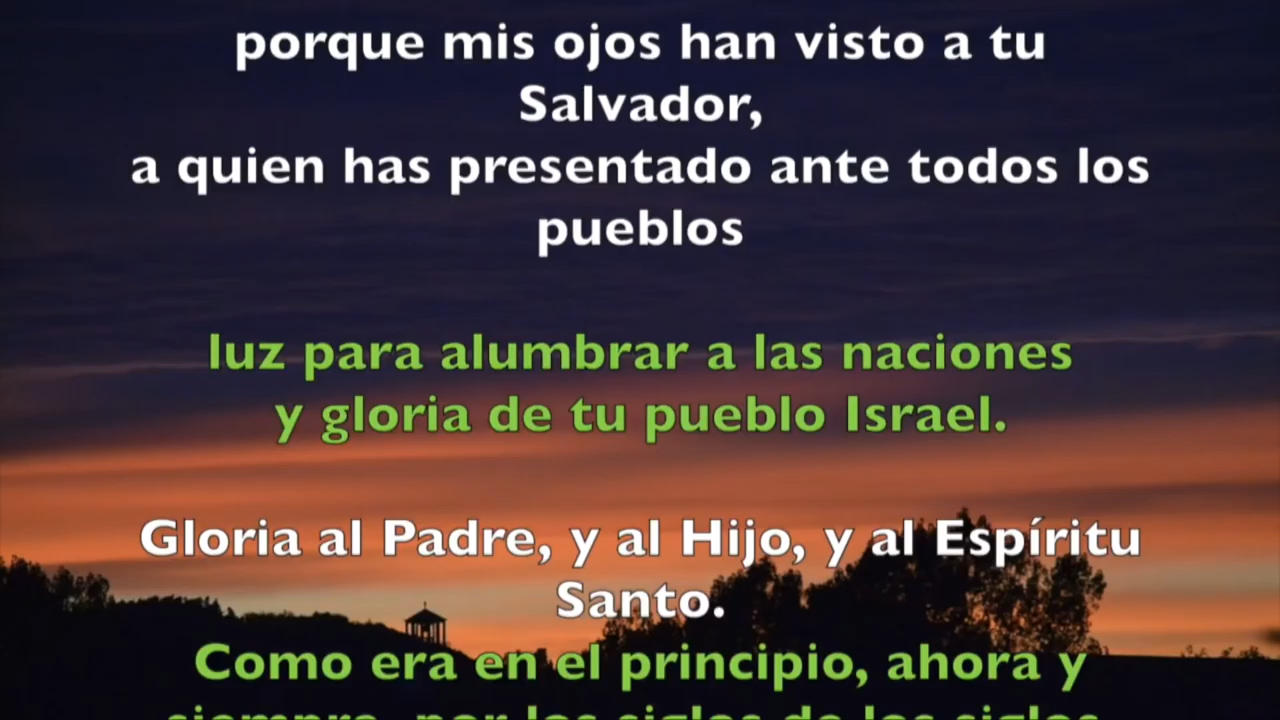 porque mis ojos han visto a tu
Salvador,
a quien has presentado ante todos los
pueblos
luz para alumbrar a las naciones
y gloria de tu pueblo Israel.
Gloria al Padre, y al Hijo, y al Espíritu
Santo.
Como era en el principio, ahora y
siempre, por los siglos de los siglos